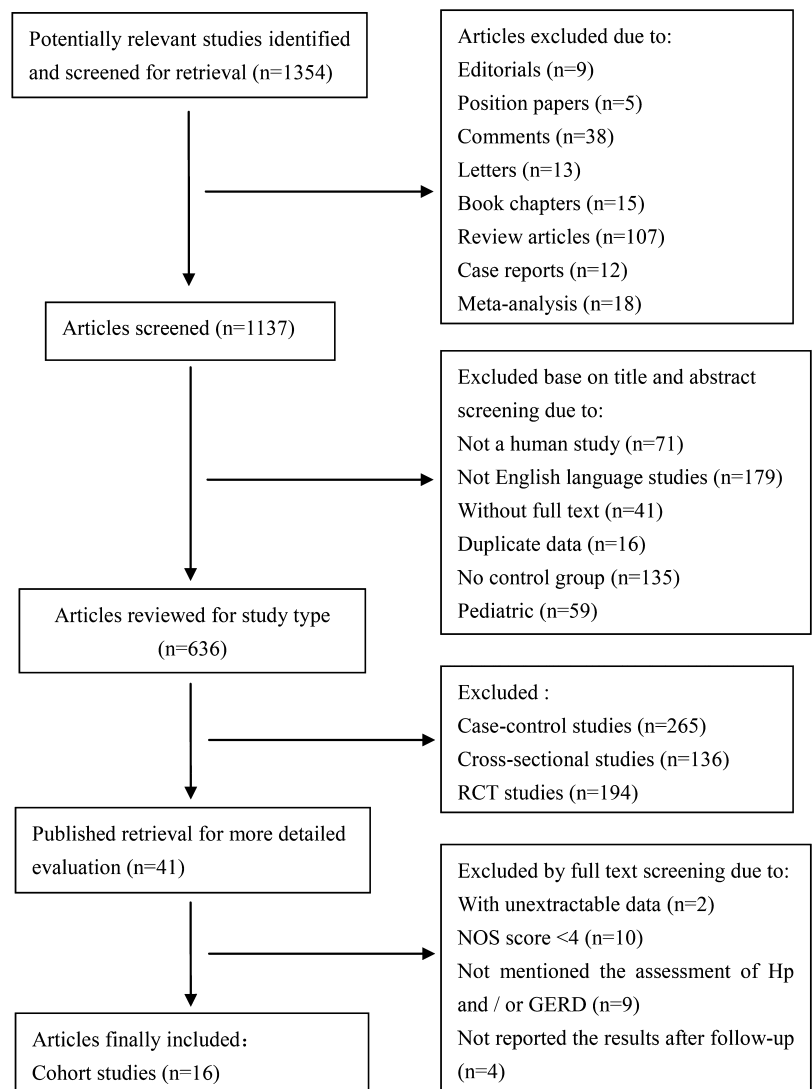 Potentially relevant studies identified
and screened for retrieval (n=1354)
Articles excluded due to:
Editorials (n=9)
Position papers (n=5)
Comments (n=38)
Letters (n=13)
Book chapters (n=15)
Review articles (n=107)
Case reports (n=12)
Meta-analysis (n=18)
Articles screened (n=1137)
Excluded base on title and abstract
screening due to:
Not a human study (n=71)
Not English language studies (n=179)
Without full text (n=41)
Duplicate data (n=16)
No control group (n=135)
Pediatric (n=59)
Articles reviewed for study type
(n=636)
Excluded :
Case-control studies (n=265)
Cross-sectional studies (n=136)
RCT studies (n=194)
Published retrieval for more detailed
evaluation (n=41)
Excluded by full text screening due to:
With unextractable data (n=2)
NOS score <4 (n=10)
Not mentioned the assessment of Hp
and / or GERD (n=9)
Not reported the results after follow-up
(n=4)
Articles finally included：
Cohort studies (n=16)